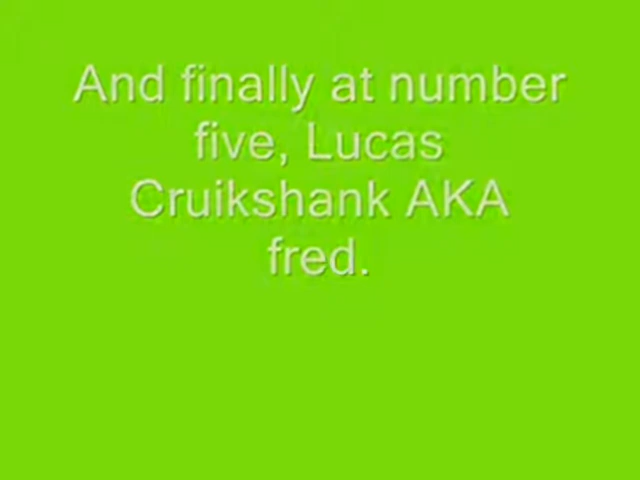 And finally at number
five, Lucas
Cruikshank AKA
fred.